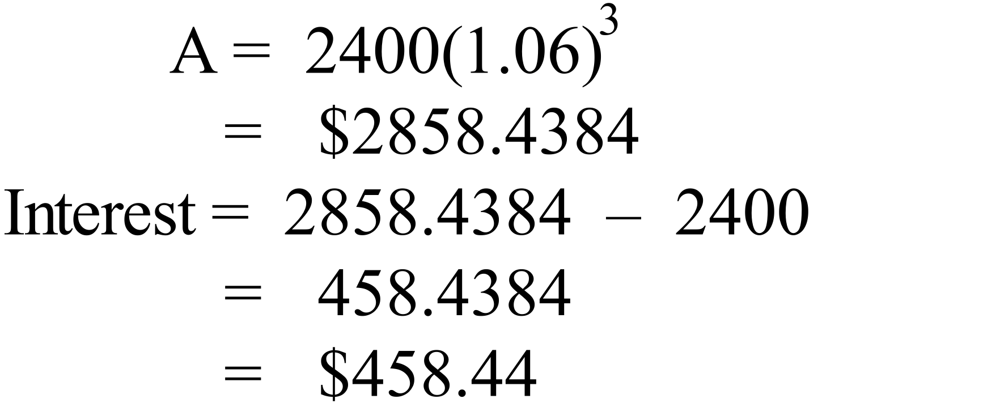 A = 2400(1.06)³
= $2858.4384
Interest = 2858.4384 – 2400
= 458.4384
= $458.44